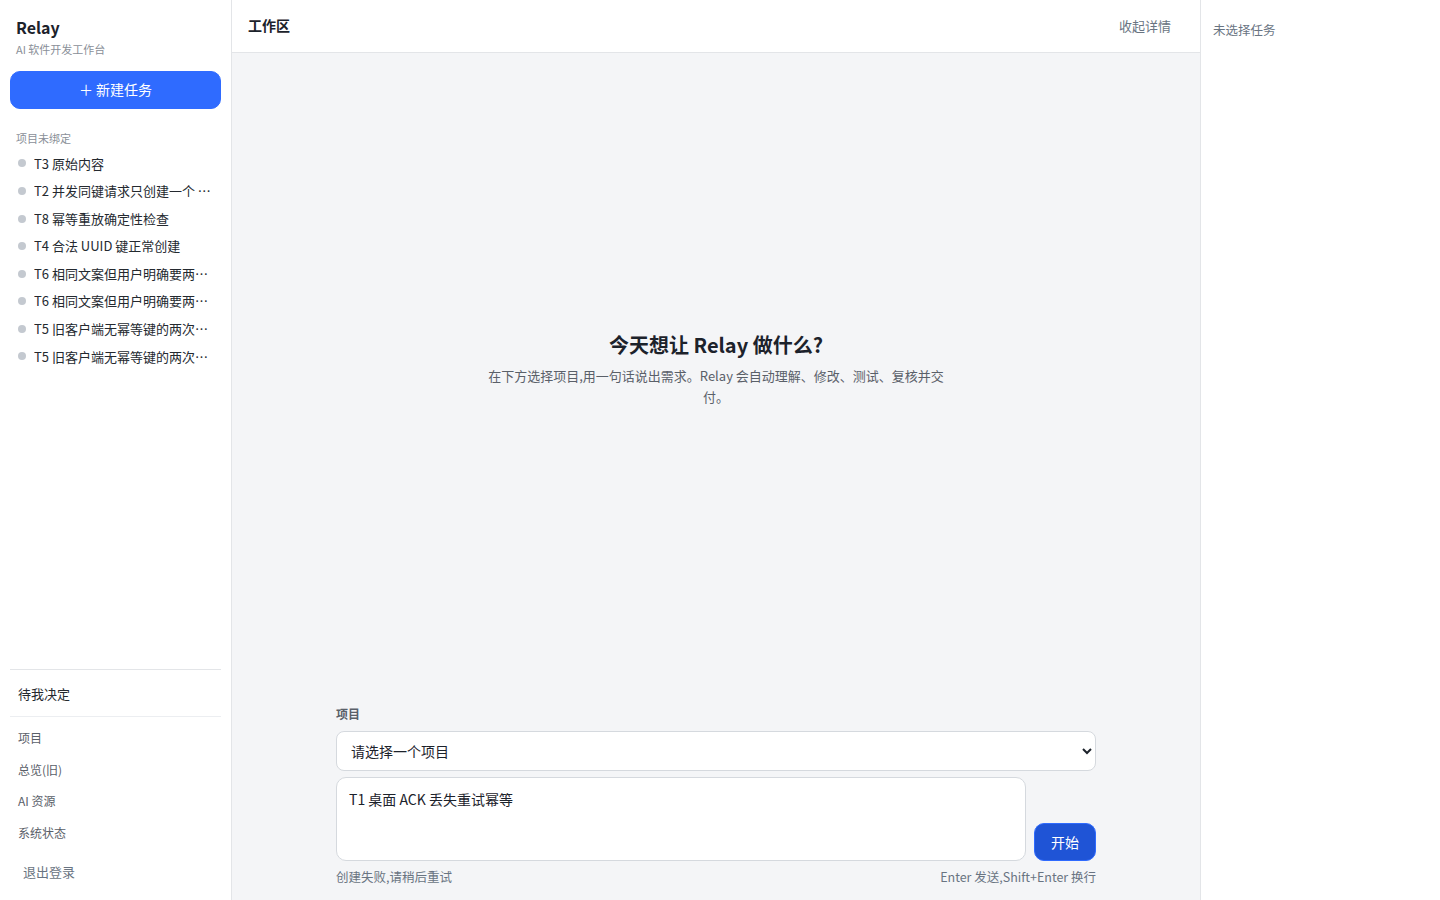 Relay
AI 软件开发工作台
＋ 新建任务
项目未绑定
T3 原始内容
T2 并发同键请求只创建一个 …
T8 幂等重放确定性检查
T4 合法 UUID 键正常创建
T6 相同文案但用户明确要两…
T6 相同文案但用户明确要两…
T5 旧客户端无幂等键的两次…
T5 旧客户端无幂等键的两次…
待我决定
项目
总览(旧)
AI 资源
系统状态
退出登录
工作区
收起详情
今天想让 Relay 做什么?
在下方选择项目,用一句话说出需求。Relay 会自动理解、修改、测试、复核并交
付。
项目
请选择一个项目
T1 桌面 ACK 丢失重试幂等
开始
创建失败,请稍后重试
Enter 发送,Shift+Enter 换行
未选择任务